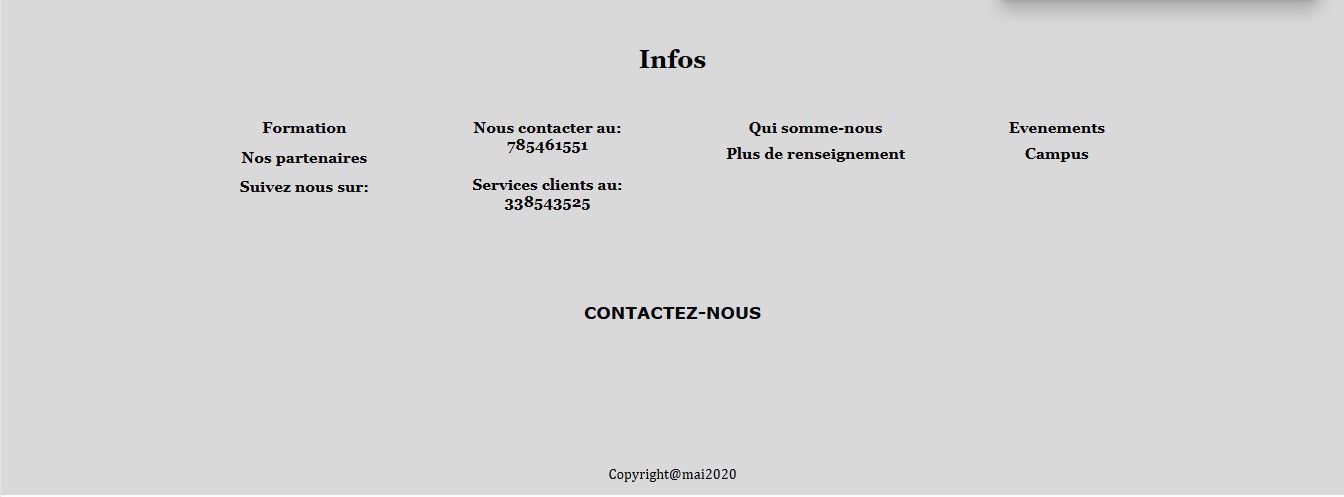 Infos
Formation
Nos partenaires
Suivez nous sur:
Nous contacter au:
785461551
Services clients au:
338543525
Qui somme-nous
Plus de renseignement
Evenements
Campus
CONTACTEZ-NOUS
Copyright@mai2020